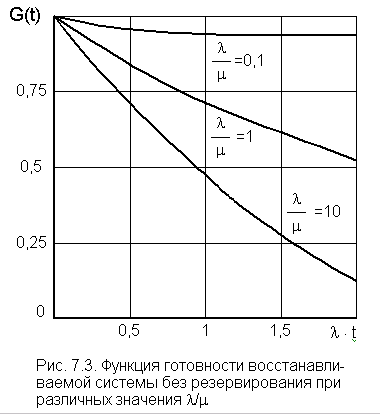 G(t)
λ/μ =0,1
0,75
λ/μ =1
0,5
λ/μ =10
0,25
0
0,5 1 1,5 λ · t
Рис. 7.3. Функция готовности восстанавли-
ваемой системы без резервирования при
различных значения λ/μ